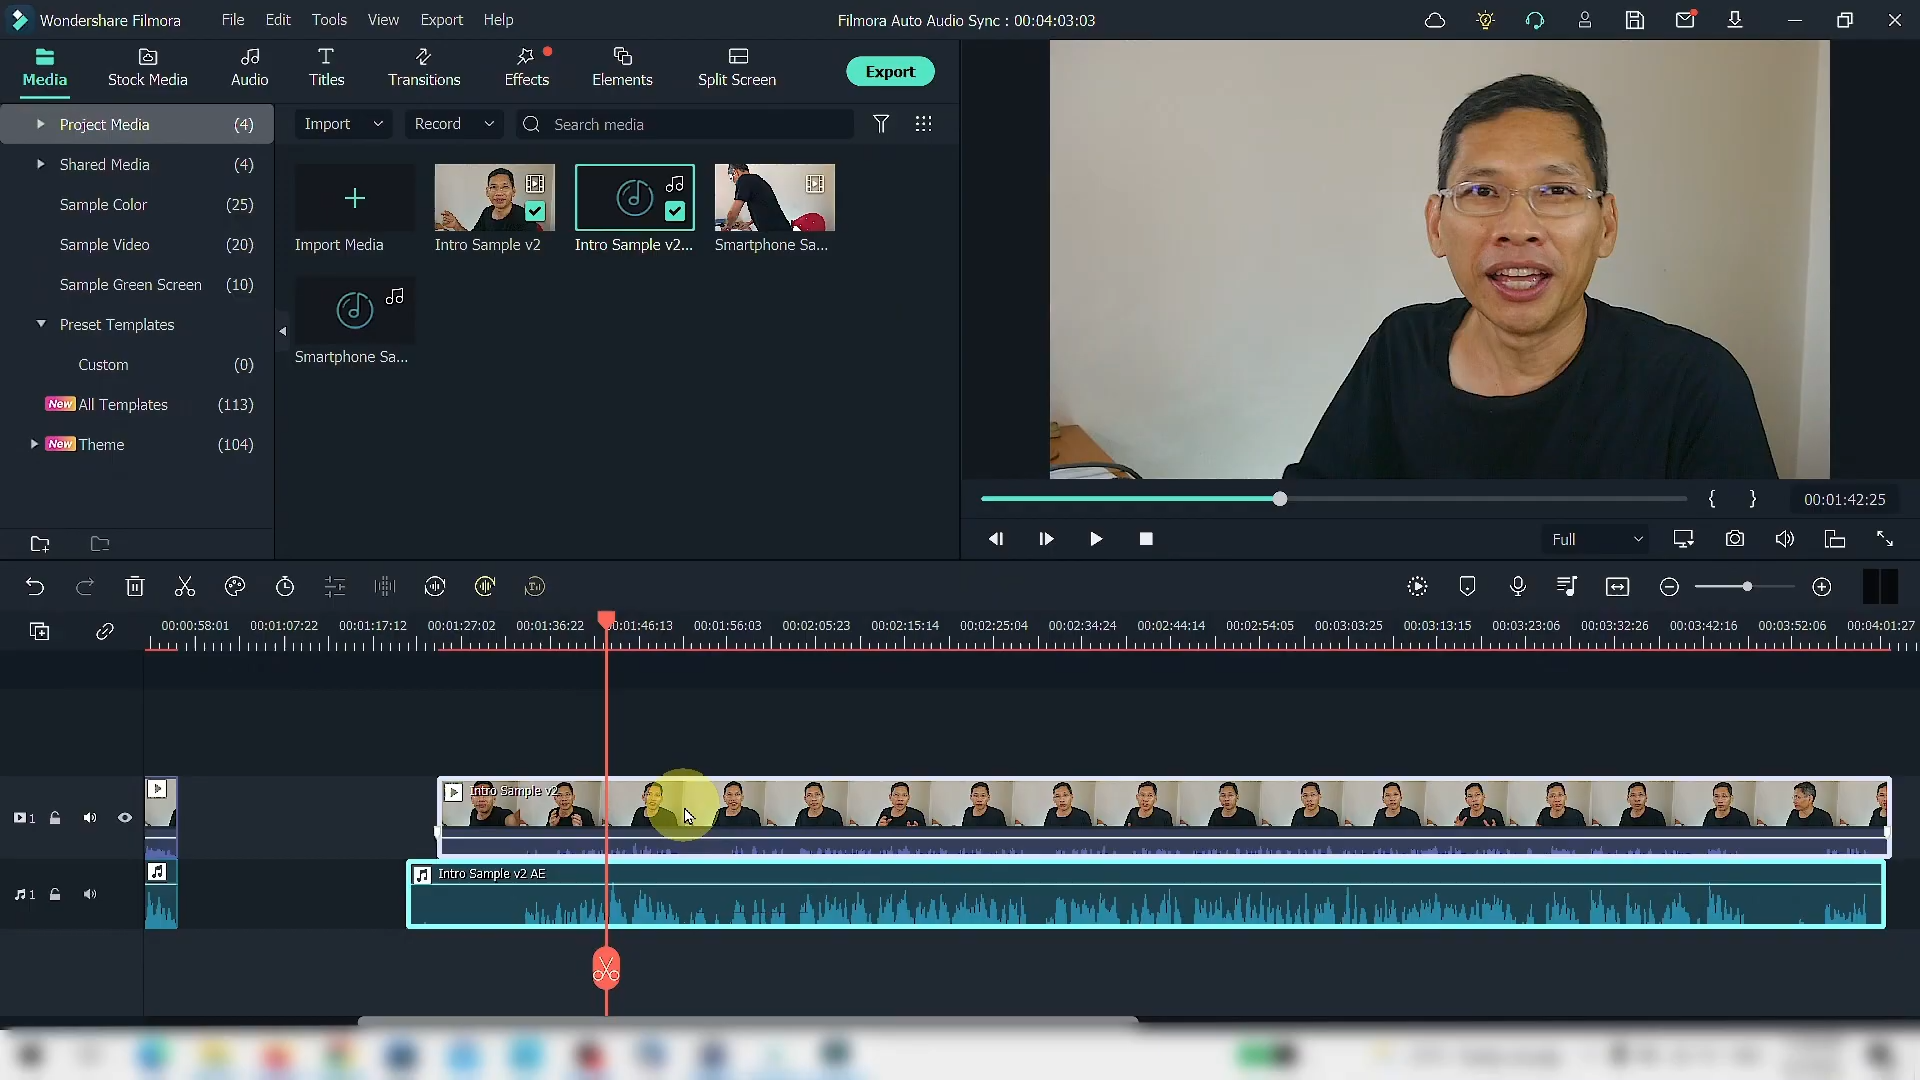 Wondershare Filmora File Edit Tools View Export Help Filmora Auto Audio Sync : 00:04:03:03
Media Stock Media Audio Titles Transitions Effects Elements Split Screen Export
Project Media (4)
Shared Media (4)
Sample Color (25)
Sample Video (20)
Sample Green Screen (10)
Preset Templates
Custom (0)
New All Templates (113)
New Theme (104)
Import Record Search media
Import Media Intro Sample v2 Intro Sample v2... Smartphone Sa...
Smartphone Sa...
{ } 00:01:42:25
Full
00:00:58:01 00:01:07:22 00:01:17:12 00:01:27:02 00:01:36:22 00:01:46:13 00:01:56:03 00:02:05:23 00:02:15:14 00:02:25:04 00:02:34:24 00:02:44:14 00:02:54:05 00:03:03:25 00:03:13:15 00:03:23:06 00:03:32:26 00:03:42:16 00:03:52:06 00:04:01:27
1 Intro Sample v2
1 Intro Sample v2 AE